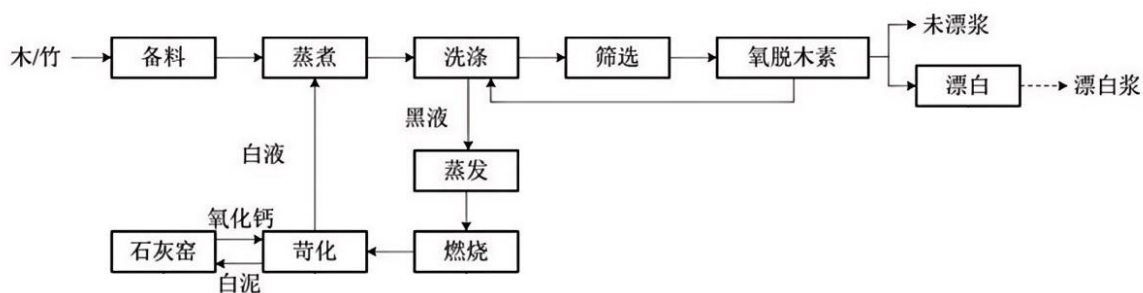 未漂浆
木/竹
备料
蒸煮
洗涤
筛选
氧脱木素
漂白
漂白浆
黑液
白液
蒸发
氧化钙
石灰窑
苛化
燃烧
白泥